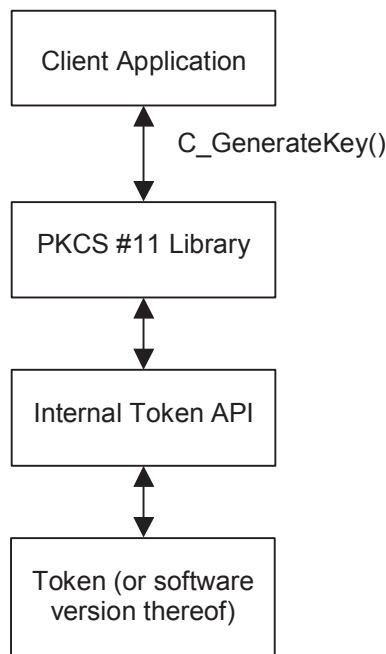 Client Application
C_GenerateKey()
PKCS #11 Library
Internal Token API
Token (or software
version thereof)